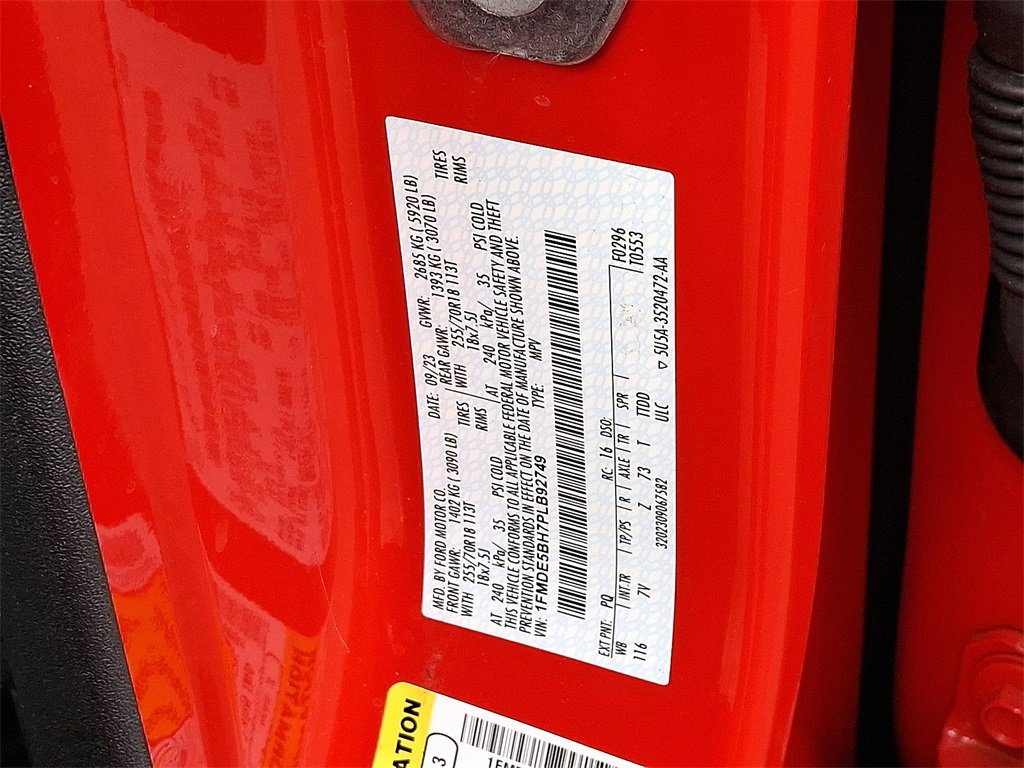 MFD. BY FORD MOTOR CO.
DATE: 09/23 GVWR: 2685 KG ( 5920 LB)
FRONT GAWR: 1402 KG ( 3090 LB)
REAR GAWR: 1393 KG ( 3070 LB)
WITH 255/70R18 113T TIRES
WITH 255/70R18 113T TIRES
18x7.5J RIMS
18x7.5J RIMS
AT 240 kPa/ 35 PSI COLD
AT 240 kPa/ 35 PSI COLD
THIS VEHICLE CONFORMS TO ALL APPLICABLE FEDERAL MOTOR VEHICLE SAFETY AND THEFT
PREVENTION STANDARDS IN EFFECT ON THE DATE OF MANUFACTURE SHOWN ABOVE.
VIN: 1FMDE5BH7PLB92749 TYPE: MPV
EXT PNT: PQ RC: 16 DSO: F0296
WB INT.TR TP/PS R AXLE TR SPR T0553
116 7V Z 73 T TTDD
3202309067582 ULC ▽ 5U5A-3520472-AA
ATION
3